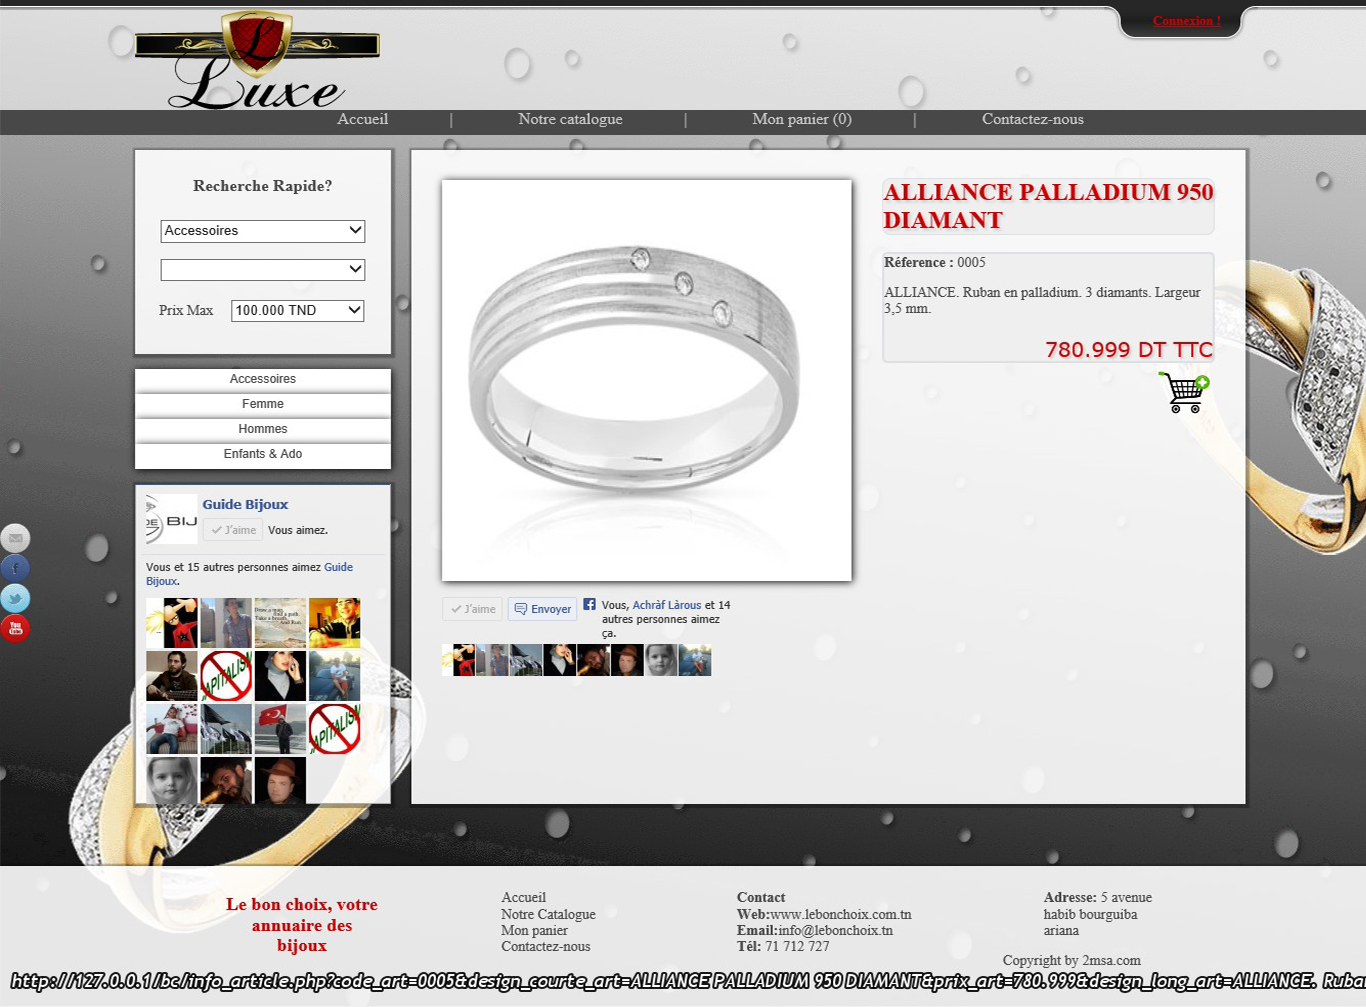 Connexion !
L
Luxe
Accueil | Notre catalogue | Mon panier (0) | Contactez-nous
Recherche Rapide?
Accessoires
Prix Max 100.000 TND
Accessoires
Femme
Hommes
Enfants & Ado
Guide Bijoux
J'aime Vous aimez.
Vous et 15 autres personnes aimez Guide
Bijoux.
ALLIANCE PALLADIUM 950
DIAMANT
Réference : 0005
ALLIANCE. Ruban en palladium. 3 diamants. Largeur
3,5 mm.
780.999 DT TTC
J'aime Envoyer Vous, Achràf Làrous et 14
autres personnes aimez
ça.
You
Tube
Le bon choix, votre
annuaire des
bijoux
Accueil
Notre Catalogue
Mon panier
Contactez-nous
Contact
Web:www.lebonchoix.com.tn
Email:info@lebonchoix.tn
Tél: 71 712 727
Adresse: 5 avenue
habib bourguiba
ariana
Copyright by 2msa.com
http://127.0.0.1/bc/info_article.php?code_art=0005&design_courte_art=ALLIANCE PALLADIUM 950 DIAMANT&prix_art=780.999&design_long_art=ALLIANCE. Ruba